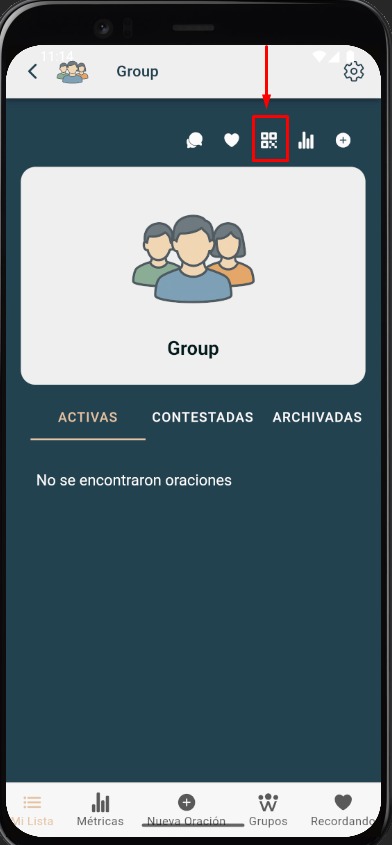 11:14
Group
Group
ACTIVAS CONTESTADAS ARCHIVADAS
No se encontraron oraciones
Mi Lista Métricas Nueva Oración Grupos Recordando